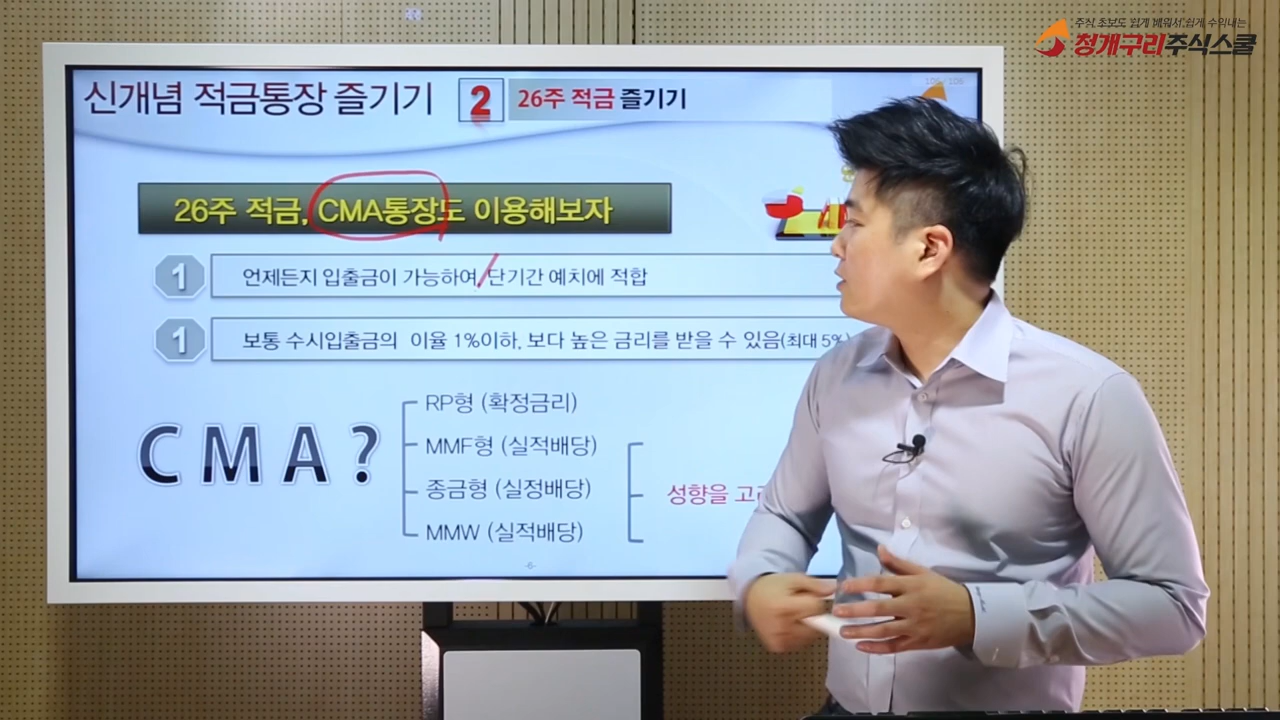 주식 초보도 쉽게 배워서 쉽게 수익내는
청개구리주식스쿨
신개념 적금통장 즐기기 2 26주 적금 즐기기
26주 적금, CMA통장도 이용해보자
1 언제든지 입출금이 가능하여 단기간 예치에 적합
1 보통 수시입출금의 이율 1%이하, 보다 높은 금리를 받을 수 있음(최대 5%)
CMA?
RP형 (확정금리)
MMF형 (실적배당)
종금형 (실정배당)
MMW (실적배당)
성향을
-6-